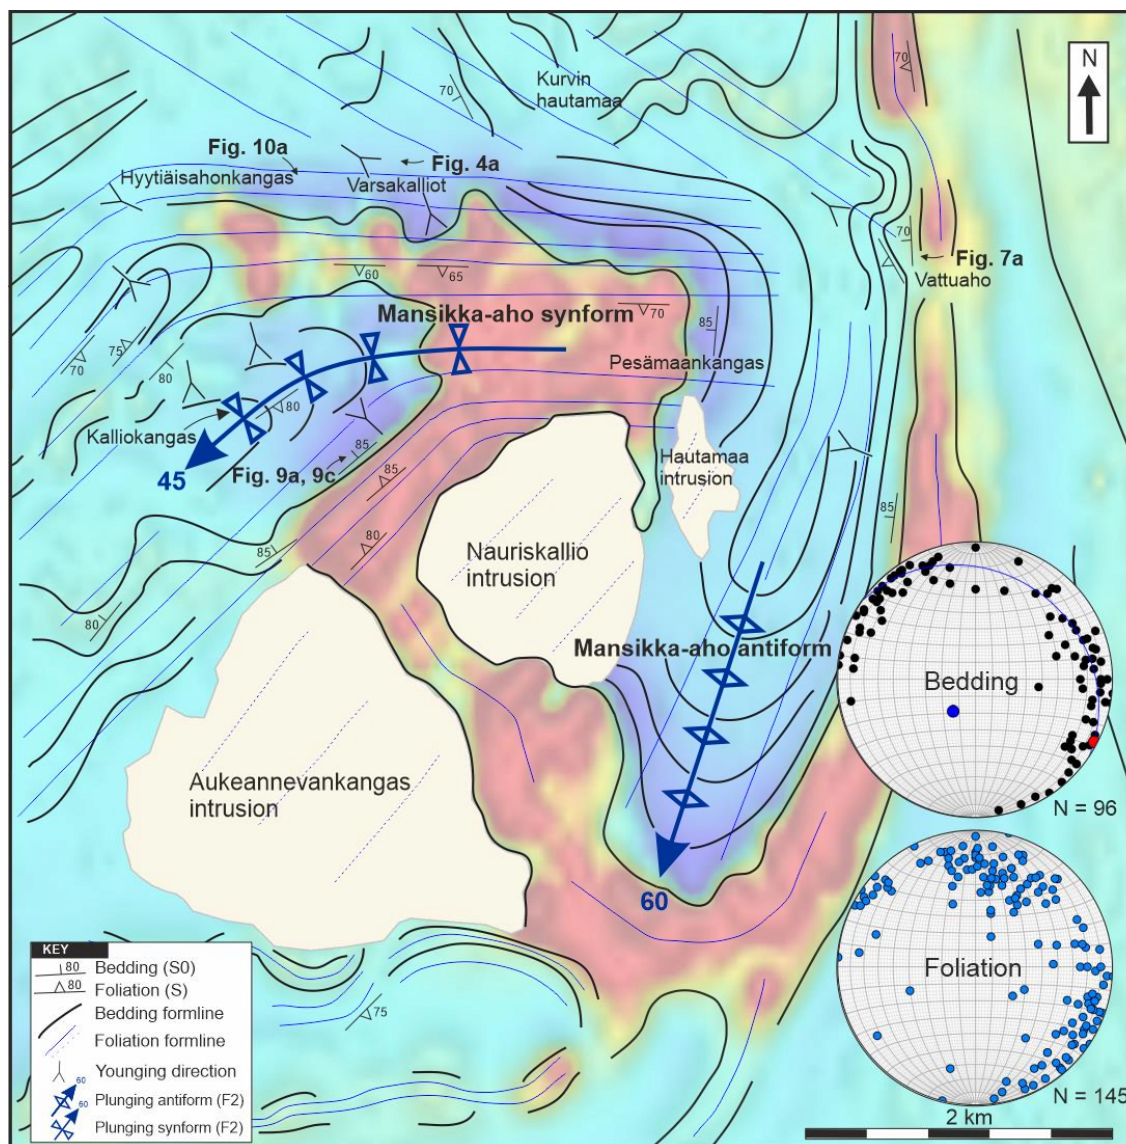 N
70
70
Kurvin
hautamaa
Fig. 10a
Fig. 4a
Hyytiäisahonkangas
Varsakalliot
70
Fig. 7a
Vattuaho
60
65
70
Mansikka-aho synform
85
Pesämaankangas
70
75
80
80
Kalliokangas
45
Fig. 9a, 9c
85
85
80
85
80
Hautamaa
intrusion
85
Nauriskallio
intrusion
Mansikka-aho antiform
Aukeannevankangas
intrusion
60
75
Bedding
N = 96
Foliation
N = 145
2 km
KEY
80
Bedding (S0)
80
Foliation (S)
Bedding formline
Foliation formline
Younging direction
60
Plunging antiform (F2)
60
Plunging synform (F2)